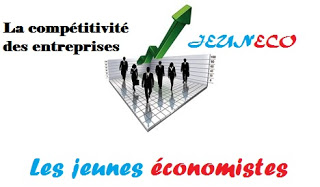 La compétitivité
des entreprises
JEUNECO
Les jeunes économistes